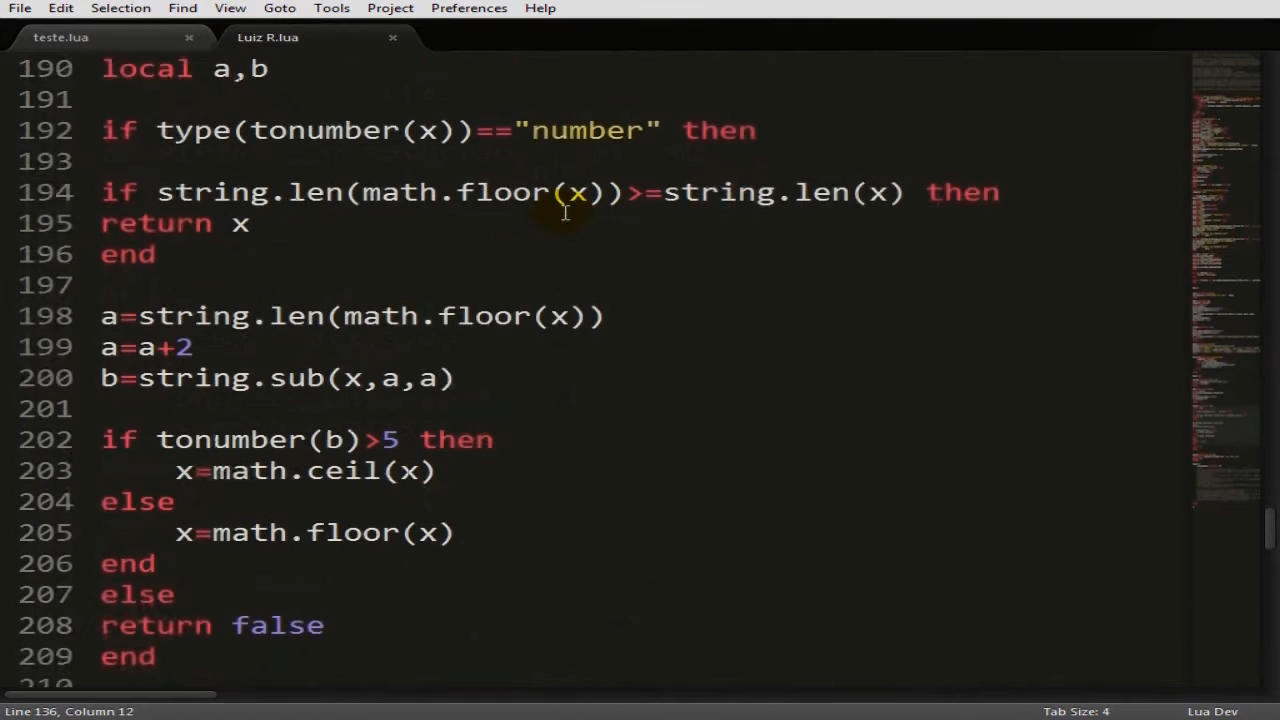 File Edit Selection Find View Goto Tools Project Preferences Help
teste.lua × Luiz R.lua ×
190 local a,b
191
192 if type(tonumber(x))=="number" then
193
194 if string.len(math.floor(x))>=string.len(x) then
195 return x
196 end
197
198 a=string.len(math.floor(x))
199 a=a+2
200 b=string.sub(x,a,a)
201
202 if tonumber(b)>5 then
203     x=math.ceil(x)
204 else
205     x=math.floor(x)
206 end
207 else
208 return false
209 end
210
Line 136, Column 12 Tab Size: 4 Lua Dev